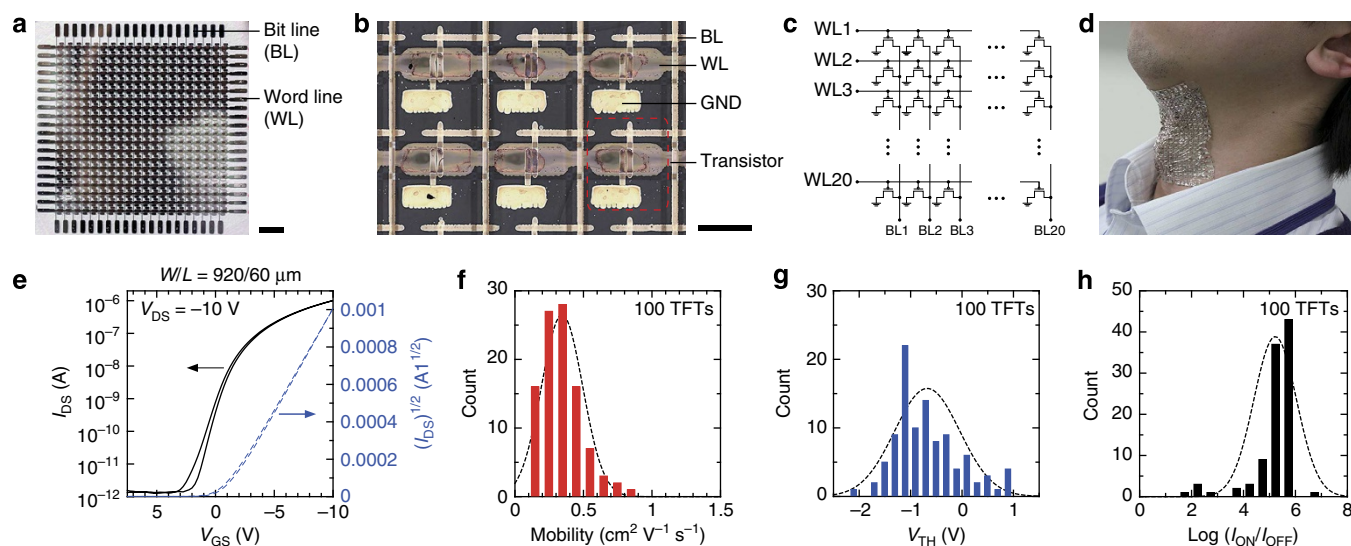 a
Bit line
(BL)
Word line
(WL)
b
BL
WL
GND
Transistor
c
WL1
WL2
WL3
WL20
BL1 BL2 BL3 BL20
d
e
W/L = 920/60 μm
V_DS = −10 V
10⁻⁶
10⁻⁷
10⁻⁸
10⁻⁹
10⁻¹⁰
10⁻¹¹
10⁻¹²
I_DS (A)
5 0 −5 −10
V_GS (V)
0.001
0.0008
0.0006
0.0004
0.0002
0
(I_DS)^1/2 (A1^1/2)
f
100 TFTs
30
20
10
0
Count
0 0.5 1 1.5
Mobility (cm² V⁻¹ s⁻¹)
g
100 TFTs
30
20
10
0
Count
−2 −1 0 1
V_TH (V)
h
100 TFTs
50
40
30
20
10
0
Count
0 2 4 6 8
Log (I_ON/I_OFF)